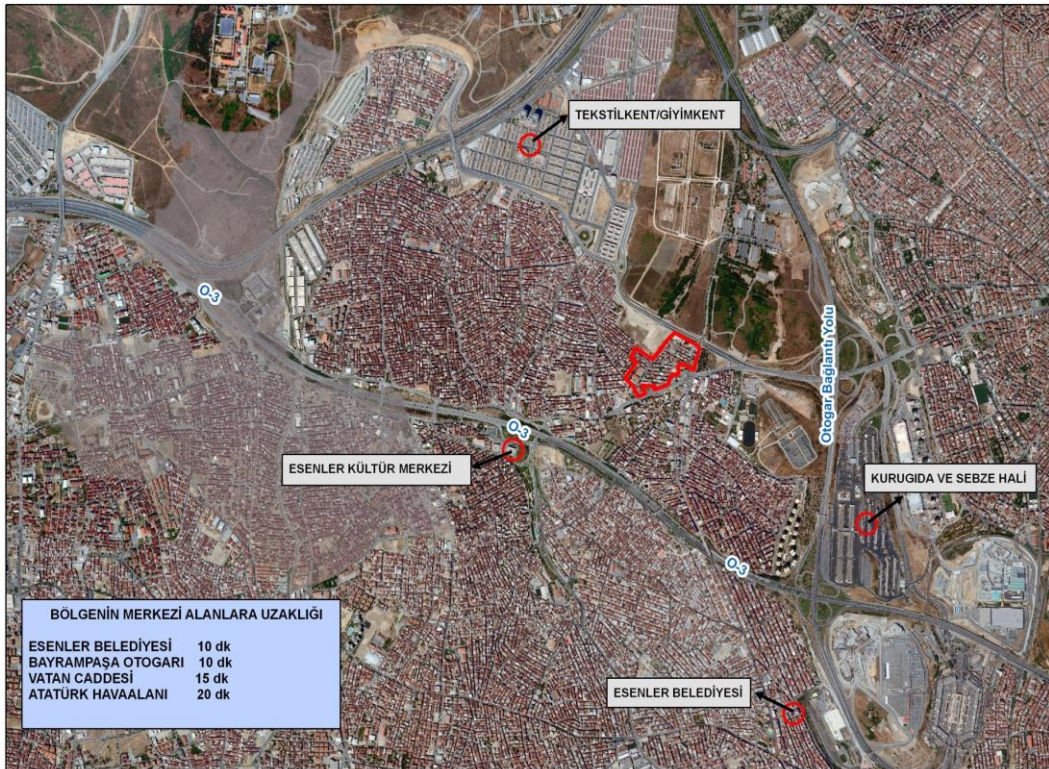 TEKSTİLKENT/GİYİMKENT
O-3
Otogar Bağlantı Yolu
O-3
ESENLER KÜLTÜR MERKEZİ
KURUGIDA VE SEBZE HALİ
O-3
BÖLGENİN MERKEZİ ALANLARA UZAKLIĞI
ESENLER BELEDİYESİ 10 dk
BAYRAMPAŞA OTOGARI 10 dk
VATAN CADDESİ 15 dk
ATATÜRK HAVAALANI 20 dk
ESENLER BELEDİYESİ